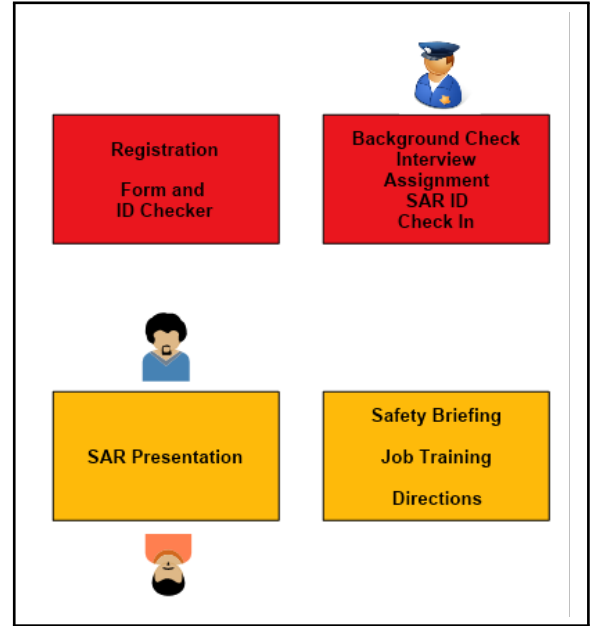 Registration
Form and
ID Checker
Background Check
Interview
Assignment
SAR ID
Check In
SAR Presentation
Safety Briefing
Job Training
Directions